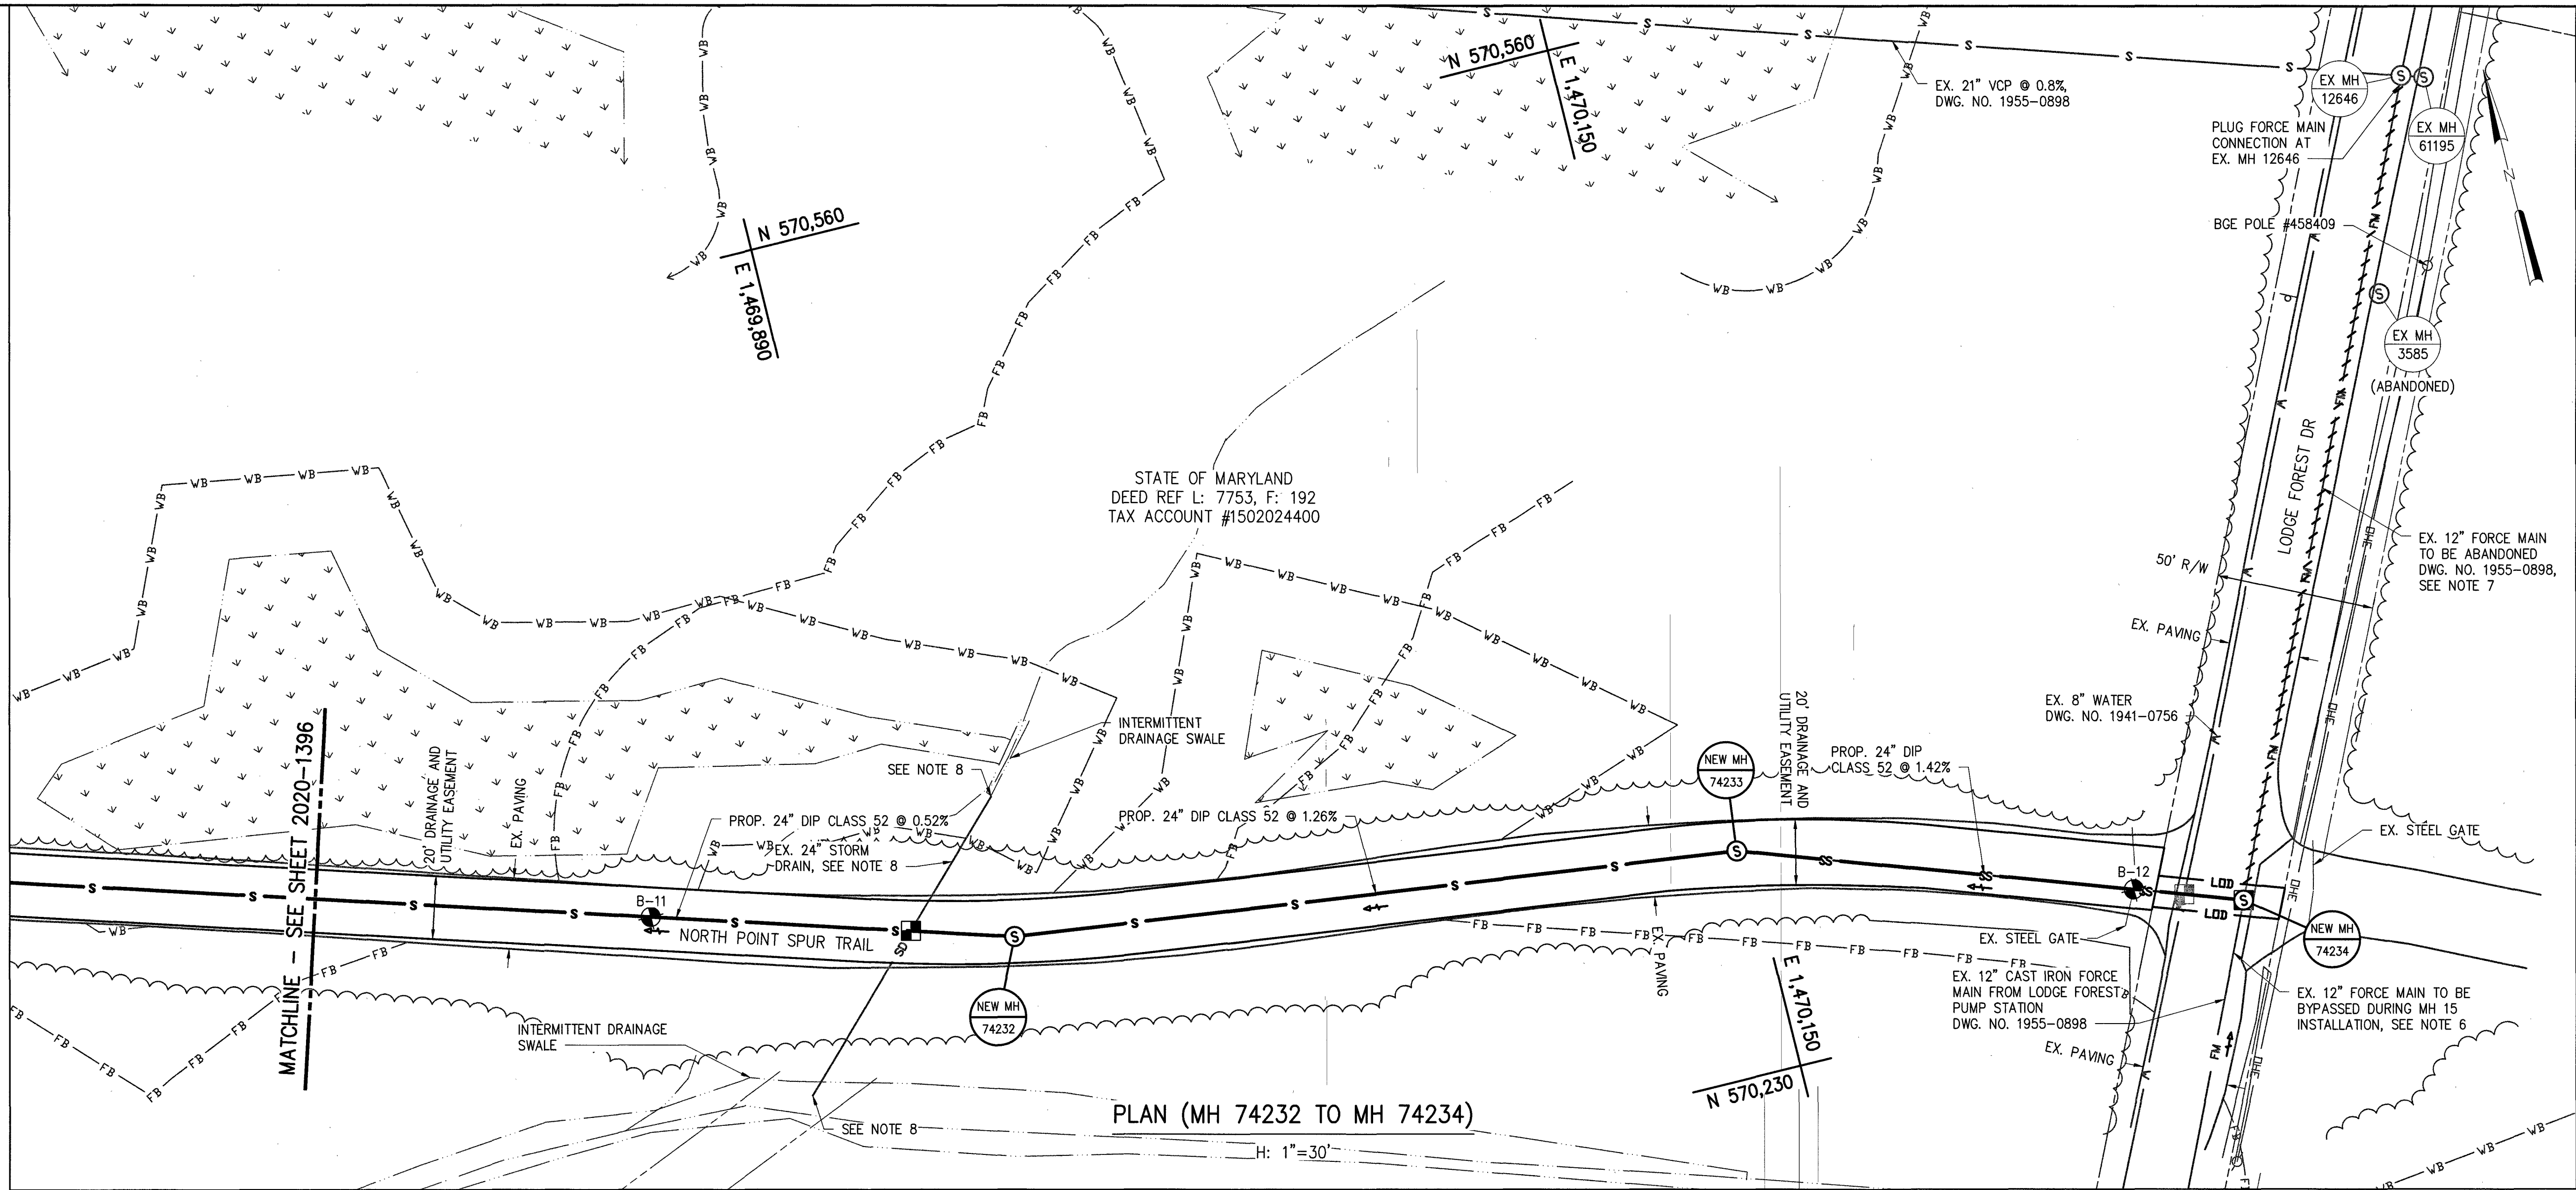 N 570,560
E 1,470,150
EX. 21" VCP @ 0.8%,
DWG. NO. 1955-0898
EX MH
12646
EX MH
61195
PLUG FORCE MAIN
CONNECTION AT
EX. MH 12646
N
BGE POLE #458409
EX MH
3585
(ABANDONED)
N 570,560
E 1,469,890
LODGE FOREST DR
STATE OF MARYLAND
DEED REF L: 7753, F: 192
TAX ACCOUNT #1502024400
50' R/W
EX. 12" FORCE MAIN
TO BE ABANDONED
DWG. NO. 1955-0898,
SEE NOTE 7
EX. PAVING
EX. 8" WATER
DWG. NO. 1941-0756
MATCHLINE - SEE SHEET 2020-1396
20' DRAINAGE AND
UTILITY EASEMENT
EX. PAVING
INTERMITTENT
DRAINAGE SWALE
SEE NOTE 8
PROP. 24" DIP CLASS 52 @ 0.52%
EX. 24" STORM
DRAIN, SEE NOTE 8
PROP. 24" DIP CLASS 52 @ 1.26%
NEW MH
74233
20' DRAINAGE AND
UTILITY EASEMENT
PROP. 24" DIP
CLASS 52 @ 1.42%
EX. STEEL GATE
B-12
LOD
LOD
B-11
NORTH POINT SPUR TRAIL
SD
EX. PAVING
EX. STEEL GATE
NEW MH
74234
NEW MH
74232
EX. 12" CAST IRON FORCE
MAIN FROM LODGE FOREST
PUMP STATION
DWG. NO. 1955-0898
EX. 12" FORCE MAIN TO BE
BYPASSED DURING MH 15
INSTALLATION, SEE NOTE 6
INTERMITTENT DRAINAGE
SWALE
EX. PAVING
E 1,470,150
N 570,230
SEE NOTE 8
PLAN (MH 74232 TO MH 74234)
H: 1"=30'